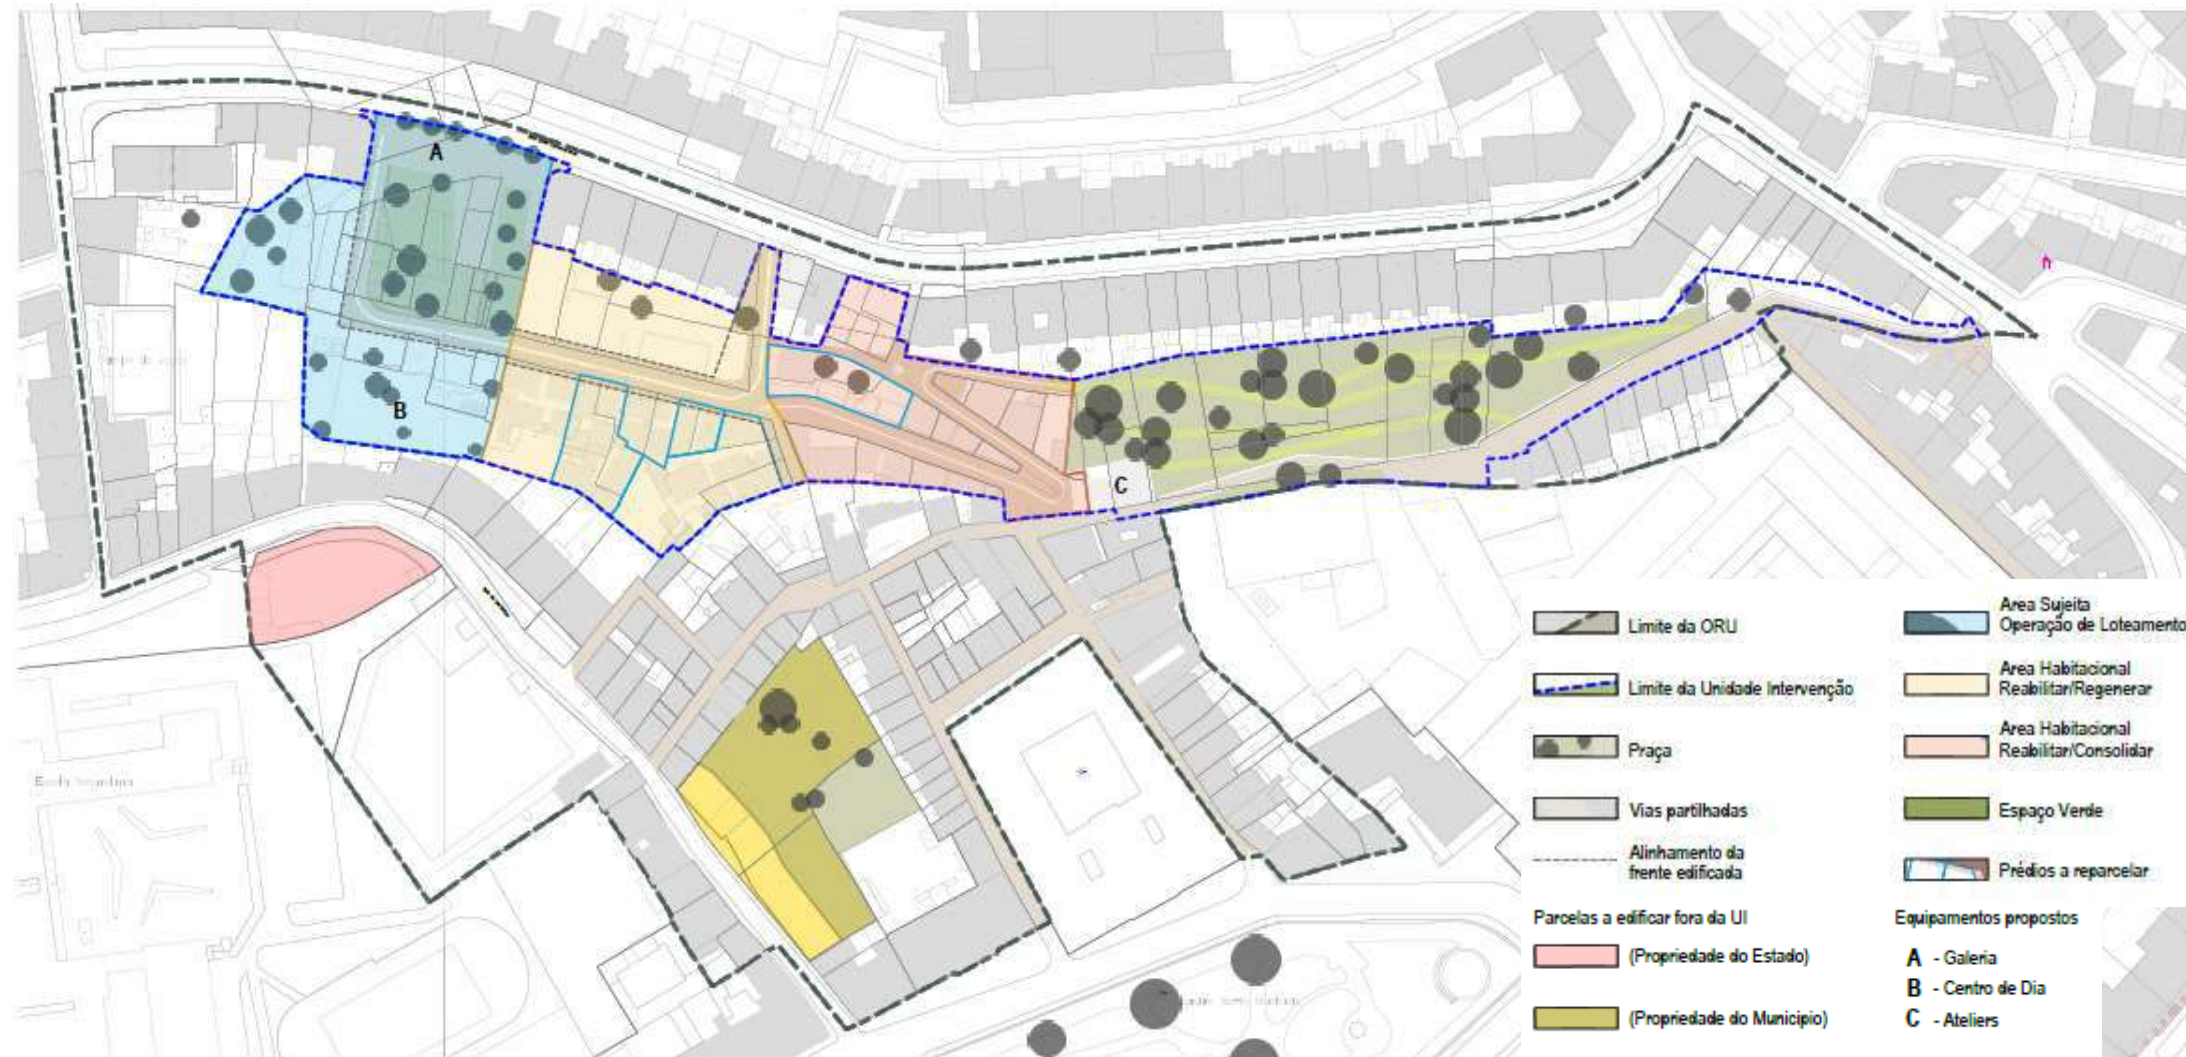 A
B
C
Limite da ORU
Limite da Unidade Intervenção
Praça
Vias partilhadas
Alinhamento da
frente edificada
Parcelas a edificar fora da UI
(Propriedade do Estado)
(Propriedade do Municipio)
Area Sujeita
Operação de Loteamento
Area Habitacional
Reabilitar/Regenerar
Area Habitacional
Reabilitar/Consolidar
Espaço Verde
Prédios a reparcelar
Equipamentos propostos
A - Galeria
B - Centro de Dia
C - Ateliers